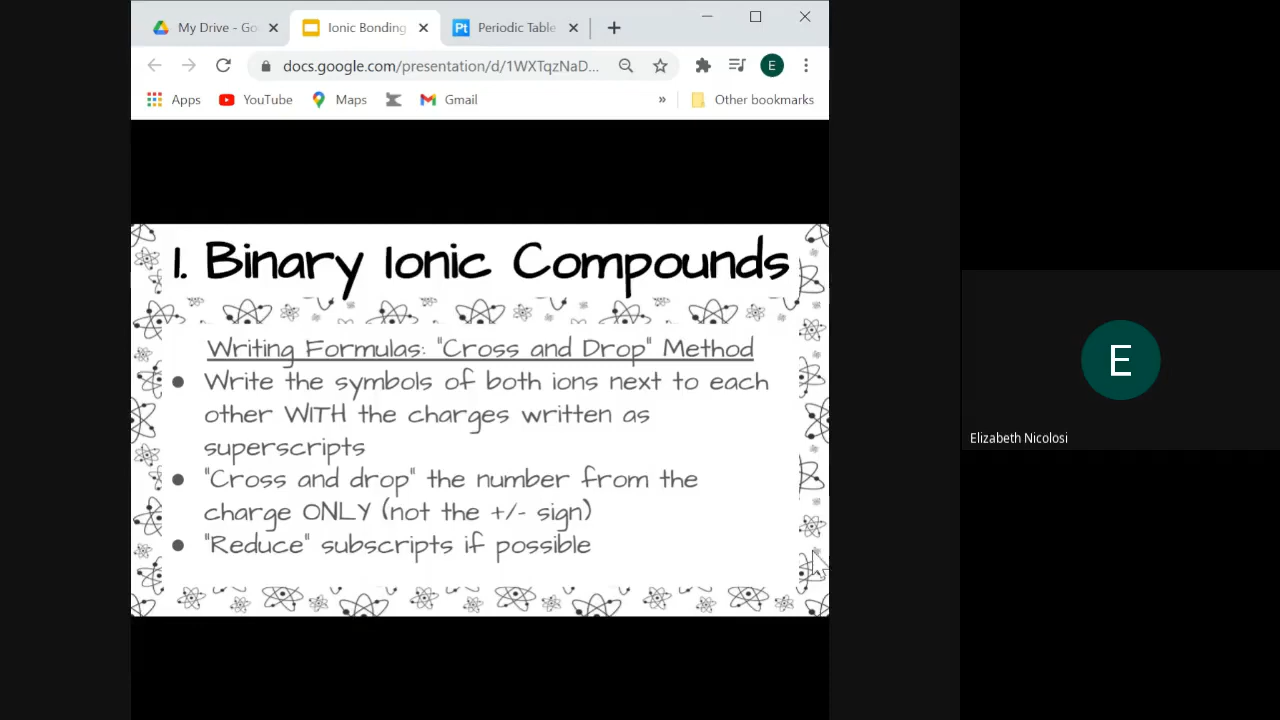 My Drive - Go
Ionic Bonding
Pt
Periodic Table
docs.google.com/presentation/d/1WXTqzNaD...
E
Apps
YouTube
Maps
Gmail
»
Other bookmarks
1. Binary Ionic Compounds
Writing Formulas: "Cross and Drop" Method
● Write the symbols of both ions next to each
other WITH the charges written as
superscripts
● "Cross and drop" the number from the
charge ONLY (not the +/- sign)
● "Reduce" subscripts if possible
E
Elizabeth Nicolosi